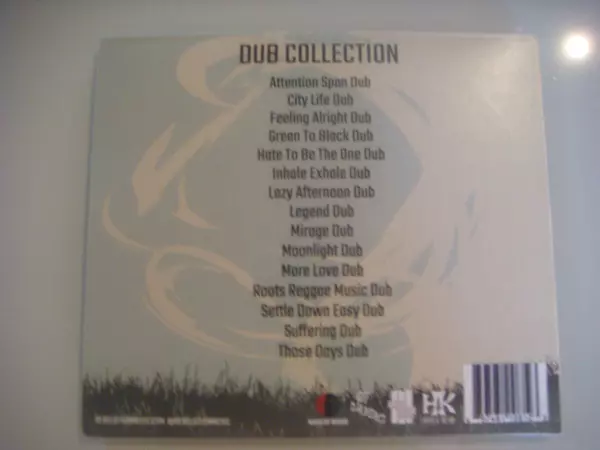 DUB COLLECTION
Attention Span Dub
City Life Dub
Feeling Alright Dub
Green To Black Dub
Hate To Be The One Dub
Inhale Exhale Dub
Lazy Afternoon Dub
Legend Dub
Mirage Dub
Moonlight Dub
More Love Dub
Roots Reggae Music Dub
Settle Down Easy Dub
Suffering Dub
Those Days Dub